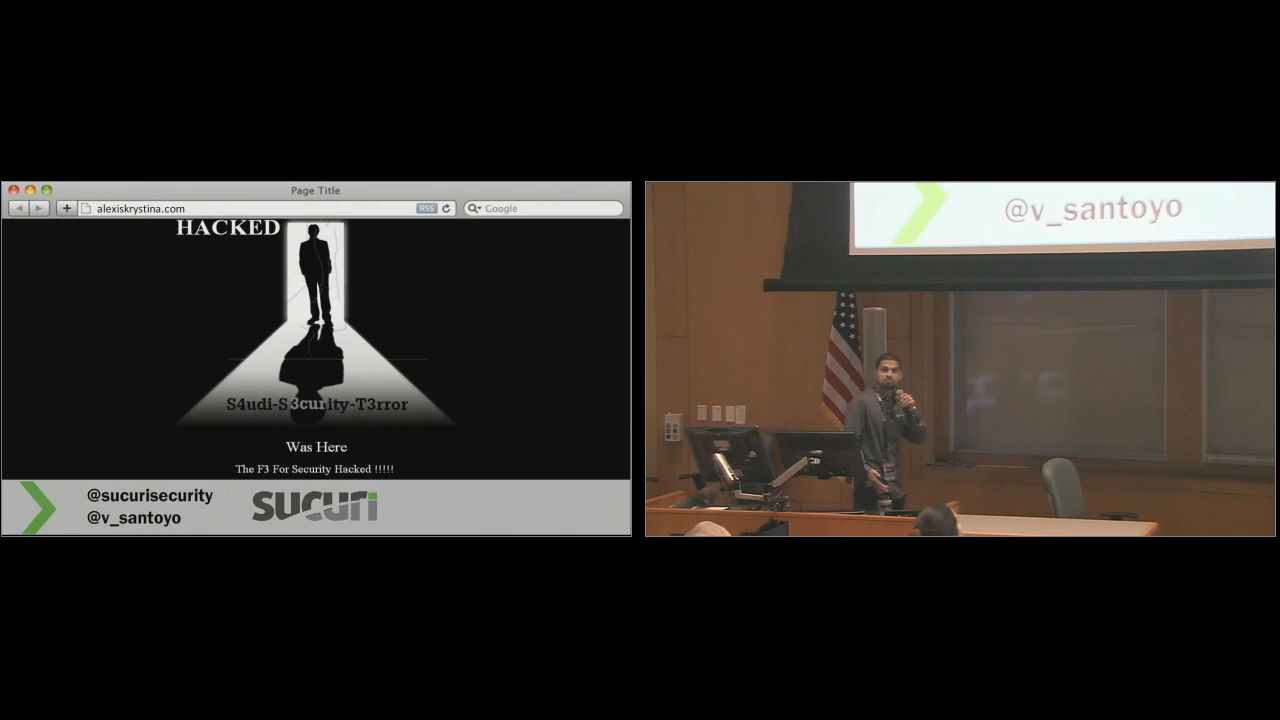 Page Title
alexiskrystina.com
RSS
Google
HACKED
S4udi-S3curity-T3rror
Was Here
The F3 For Security Hacked !!!!!
@sucurisecurity
@v_santoyo
sucuri
@v_santoyo